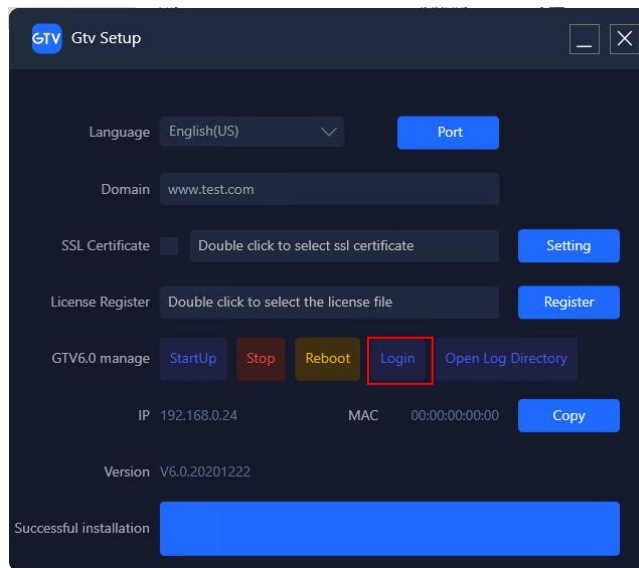 GTV Gtv Setup
Language English(US) Port
Domain www.test.com
SSL Certificate Double click to select ssl certificate Setting
License Register Double click to select the license file Register
GTV6.0 manage StartUp Stop Reboot Login Open Log Directory
IP 192.168.0.24 MAC 00:00:00:00:00 Copy
Version V6.0.20201222
Successful installation